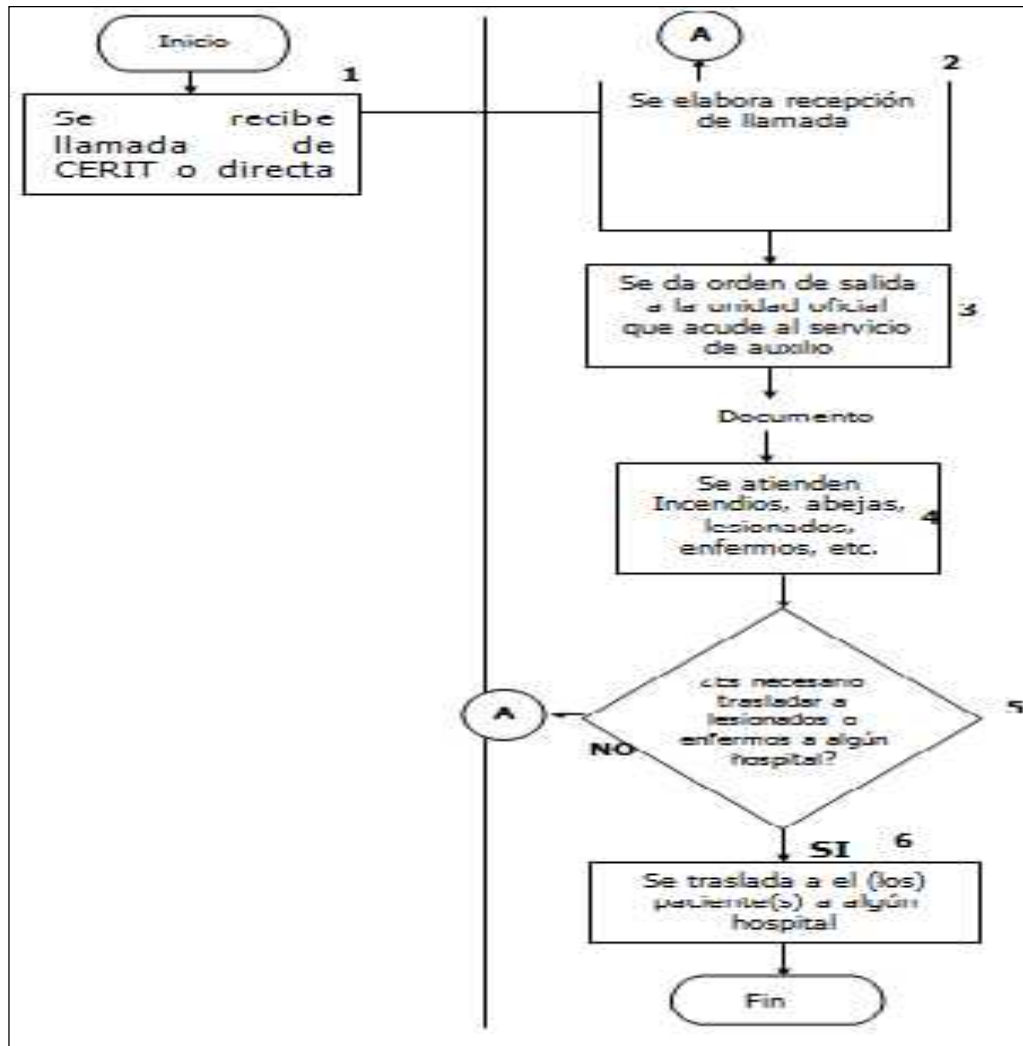 Inicio
1
Se recibe
llamada de
CERIT o directa
A
2
Se elabora recepción
de llamada
Se da orden de salida
a la unidad oficial
que acude al servicio
de auxilio
3
Documento
Se atienden
Incendios, abejas,
lesionados,
enfermos, etc.
4
¿Es necesario
trasladar a
lesionados o
enfermos a algún
hospital?
5
A
NO
SI
6
Se traslada a el (los)
paciente(s) a algún
hospital
Fin